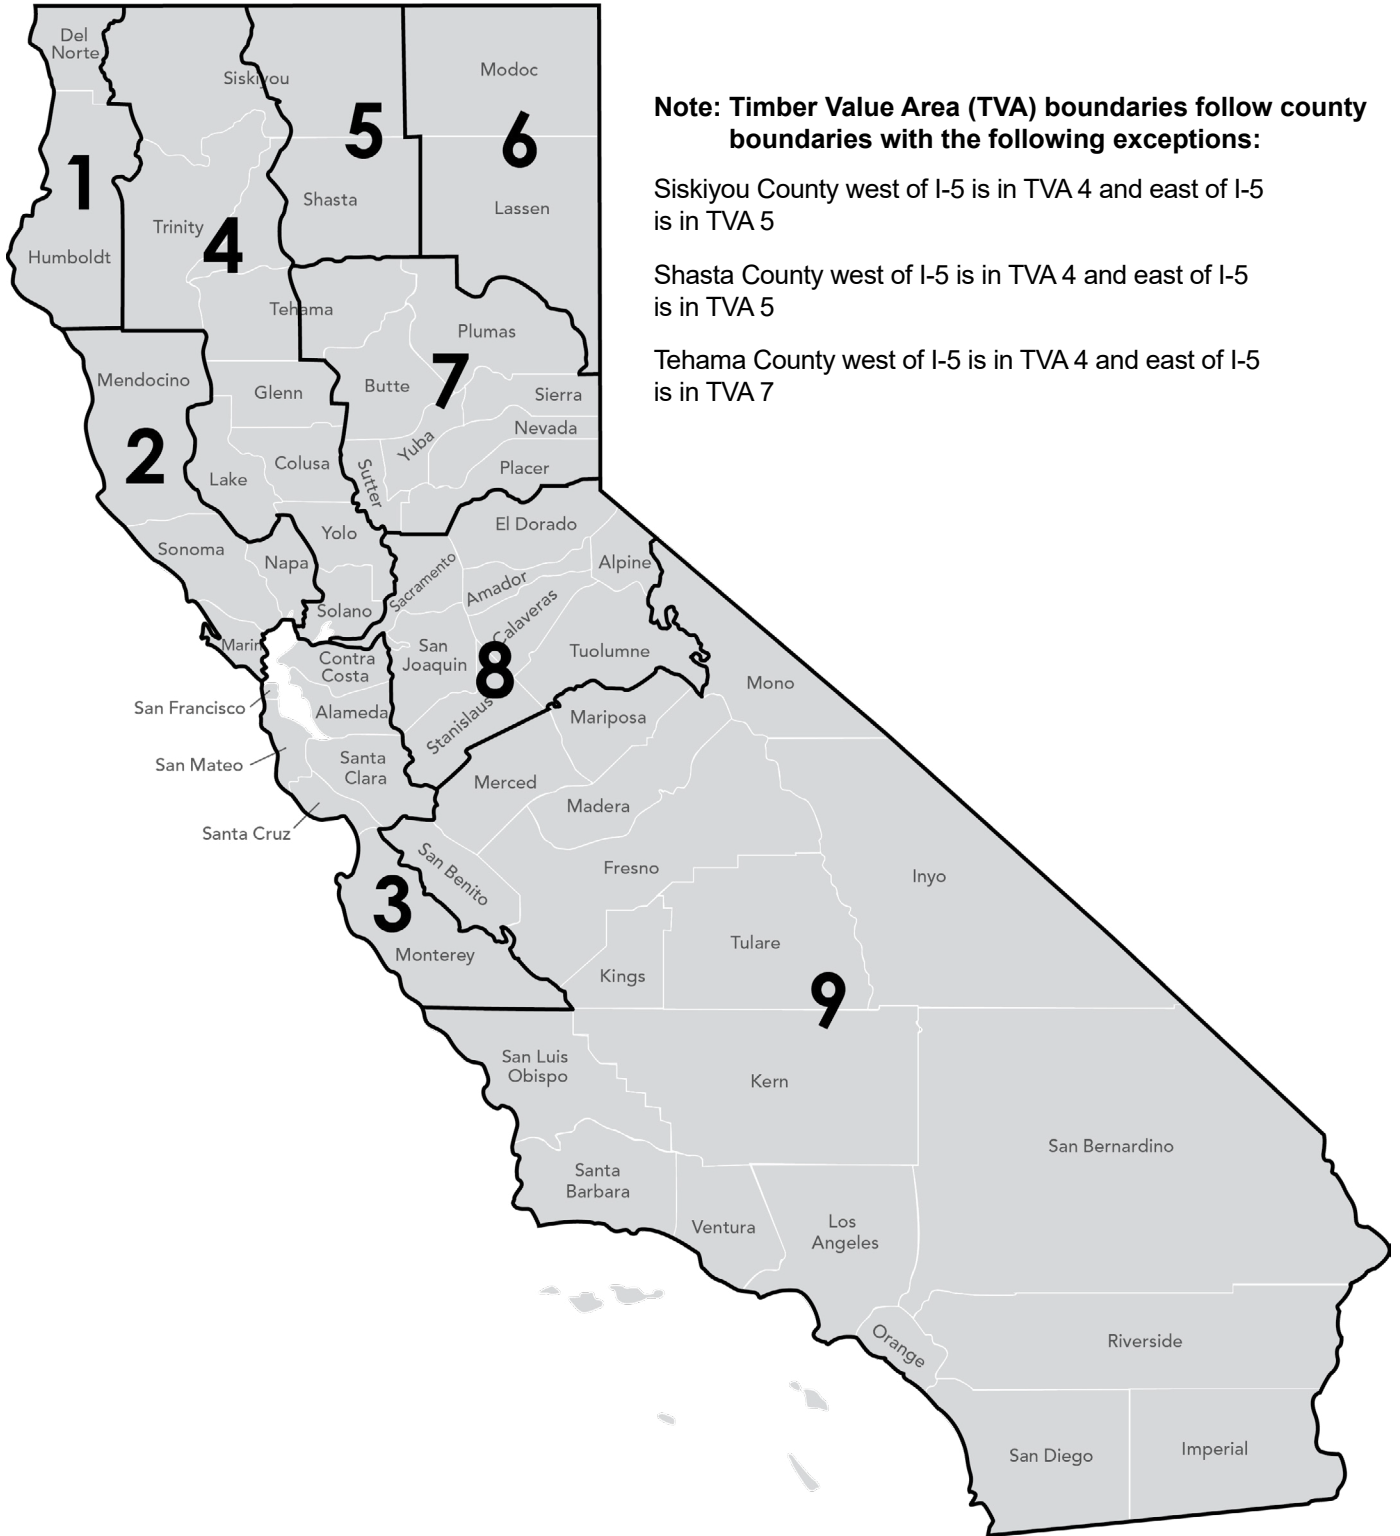 Del
Norte
Siskiyou
Modoc
Note: Timber Value Area (TVA) boundaries follow county
boundaries with the following exceptions:
Siskiyou County west of I-5 is in TVA 4 and east of I-5
is in TVA 5
Shasta County west of I-5 is in TVA 4 and east of I-5
is in TVA 5
Tehama County west of I-5 is in TVA 4 and east of I-5
is in TVA 7
5
6
1
Shasta
Lassen
Trinity
4
Humboldt
Tehama
Plumas
Mendocino
Glenn
Butte
7
Sierra
Nevada
Yuba
2
Colusa
Lake
Sutter
Placer
El Dorado
Yolo
Sonoma
Napa
Alpine
Sacramento
Amador
Solano
Calaveras
Marin
San
Joaquin
8
Tuolumne
Contra
Costa
Mono
San Francisco
Alameda
Stanislaus
Mariposa
San Mateo
Santa
Clara
Merced
Madera
Santa Cruz
San Benito
Fresno
Inyo
3
Monterey
Tulare
Kings
9
San Luis
Obispo
Kern
San Bernardino
Santa
Barbara
Ventura
Los
Angeles
Orange
Riverside
San Diego
Imperial